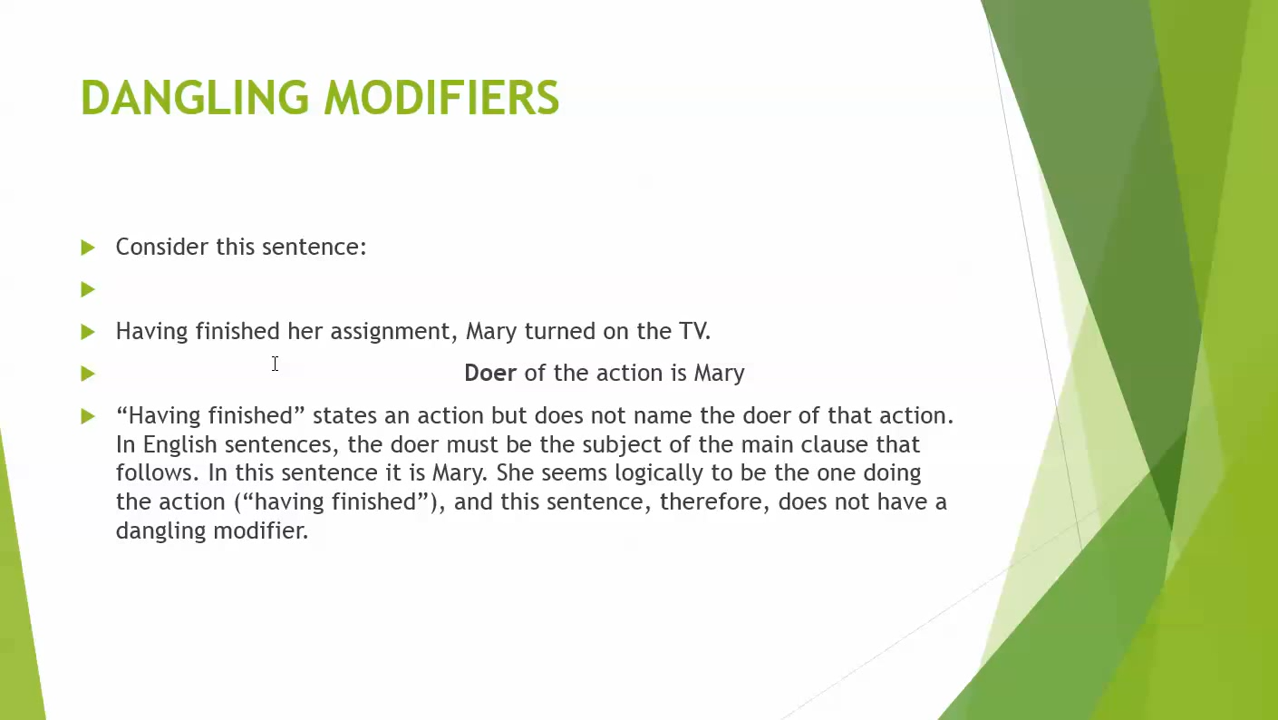 DANGLING MODIFIERS
Consider this sentence:
Having finished her assignment, Mary turned on the TV.
Doer of the action is Mary
“Having finished” states an action but does not name the doer of that action.
In English sentences, the doer must be the subject of the main clause that
follows. In this sentence it is Mary. She seems logically to be the one doing
the action (“having finished”), and this sentence, therefore, does not have a
dangling modifier.